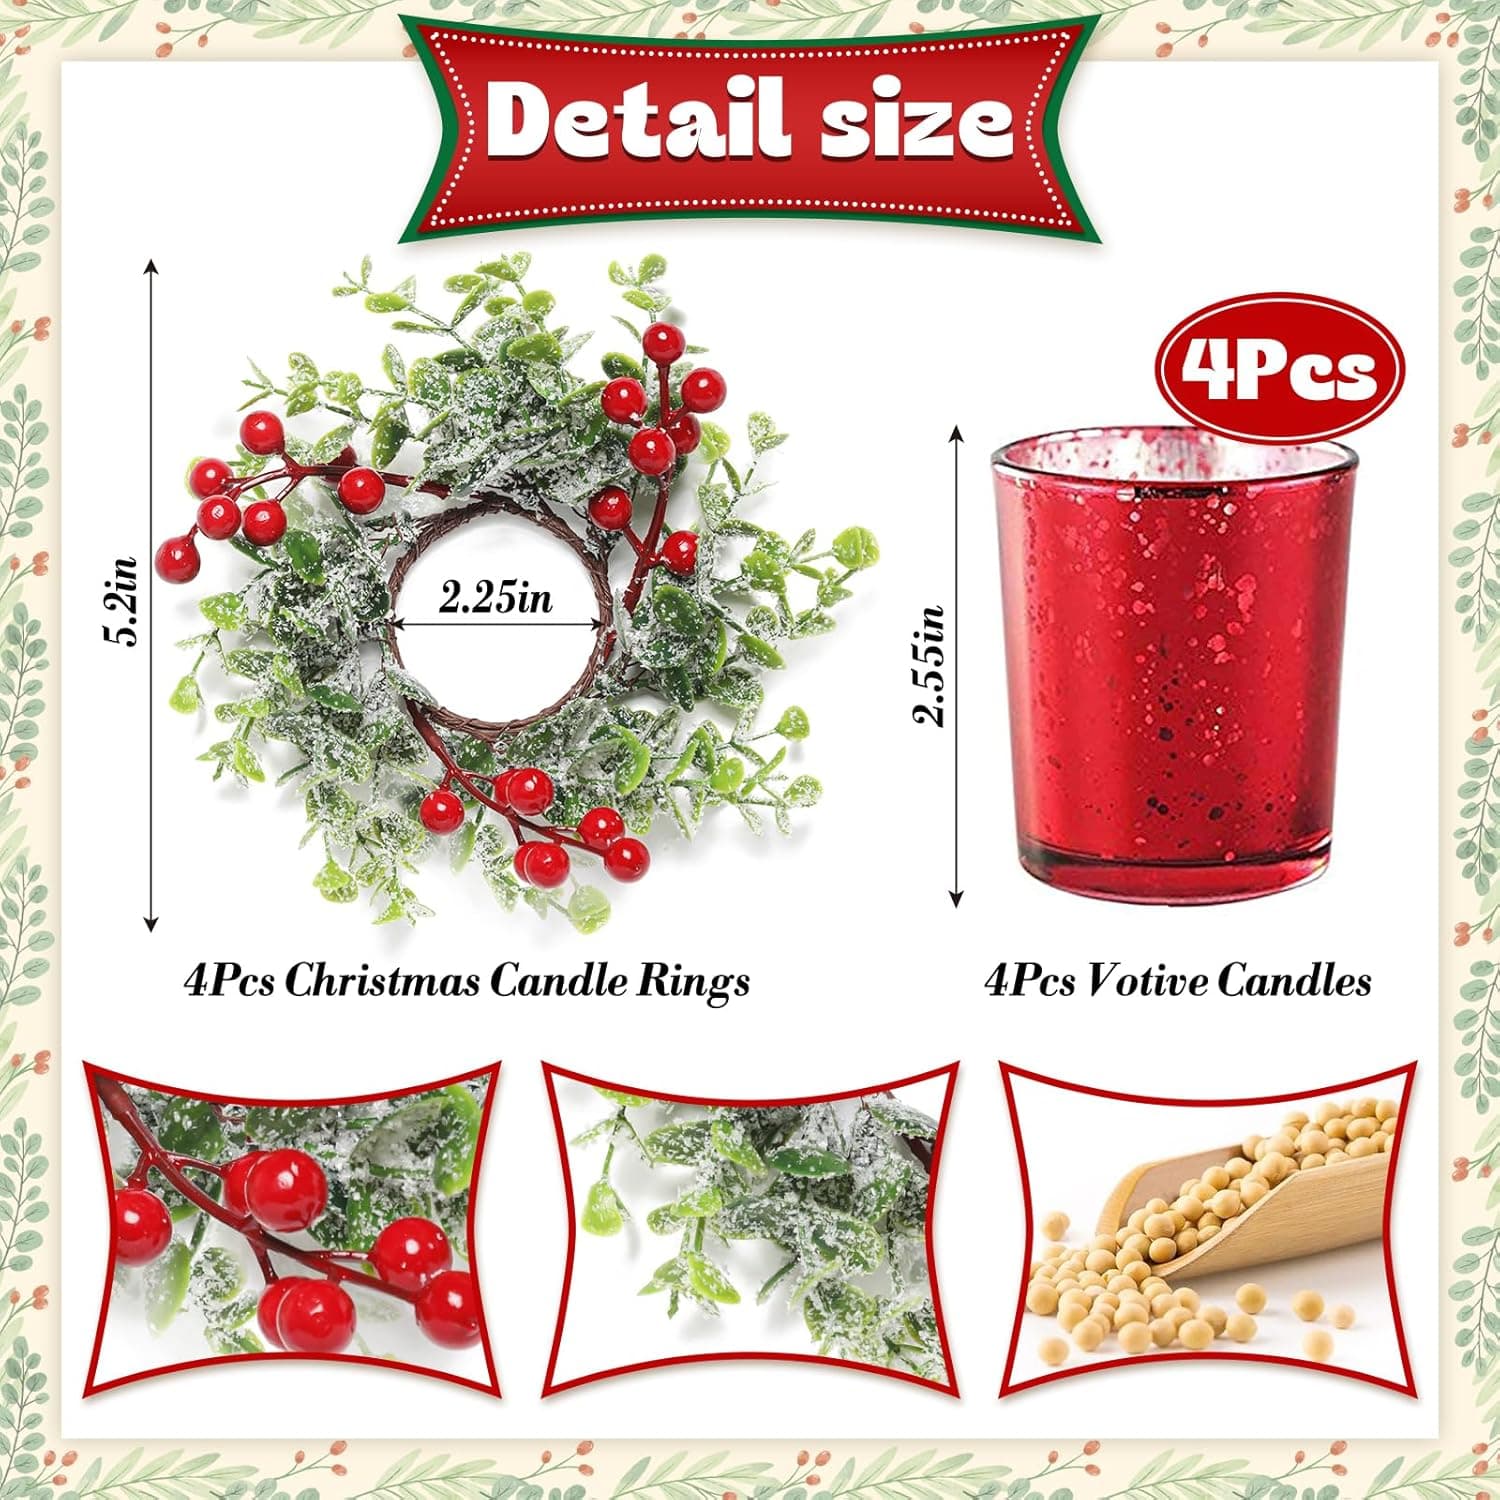 Detail size
4Pcs
5.2in
2.25in
2.55in
4Pcs Christmas Candle Rings
4Pcs Votive Candles